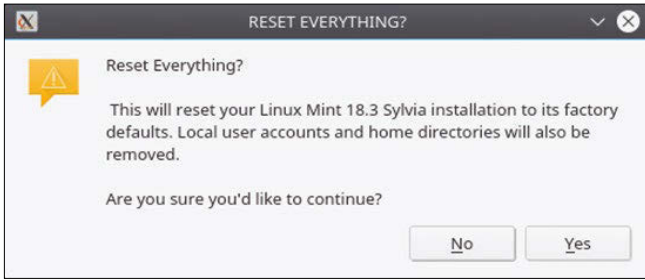 RESET EVERYTHING?
Reset Everything?
This will reset your Linux Mint 18.3 Sylvia installation to its factory
defaults. Local user accounts and home directories will also be
removed.
Are you sure you'd like to continue?
No Yes